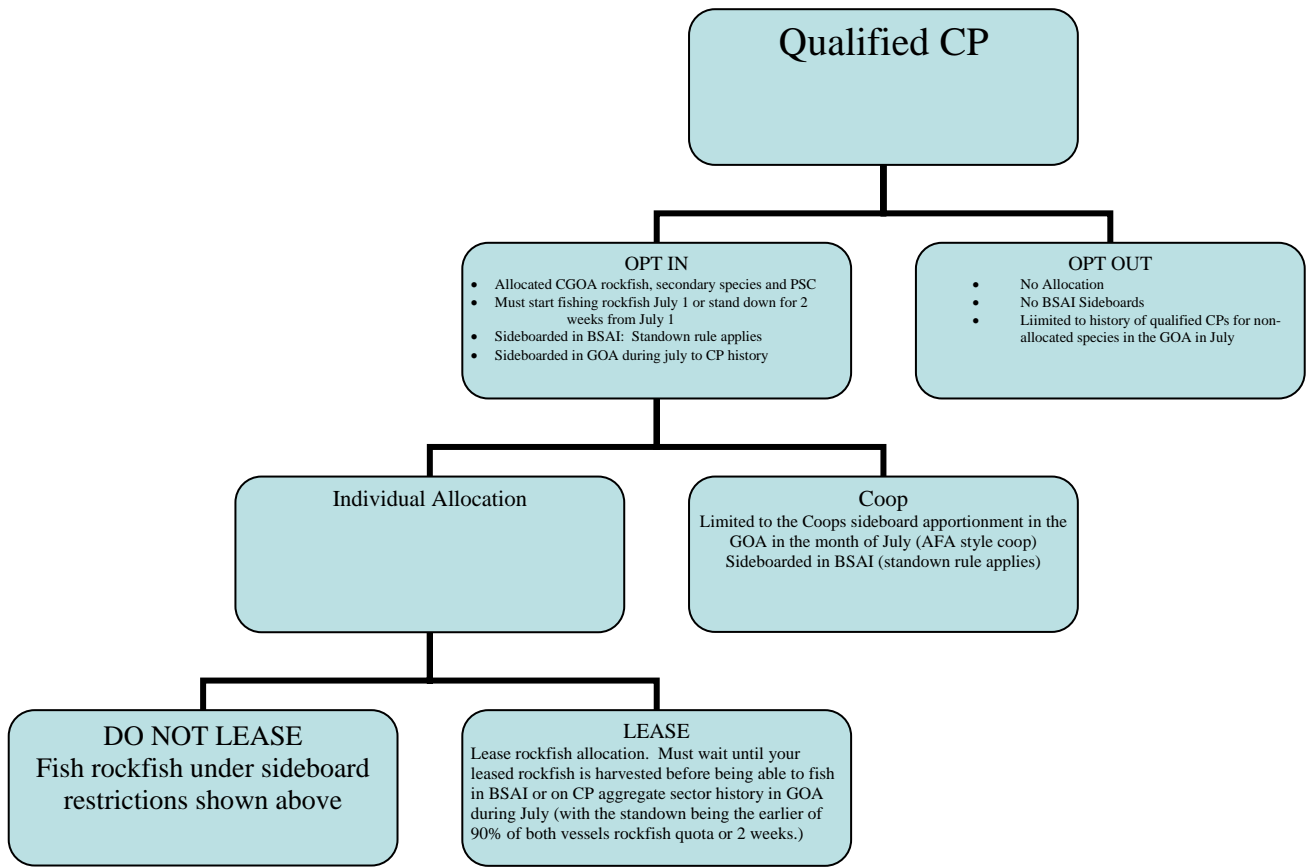 Qualified CP
OPT IN
• Allocated CGOA rockfish, secondary species and PSC
• Must start fishing rockfish July 1 or stand down for 2
weeks from July 1
• Sideboarded in BSAI: Standown rule applies
• Sideboarded in GOA during july to CP history
OPT OUT
• No Allocation
• No BSAI Sideboards
• Liimited to history of qualified CPs for non-
allocated species in the GOA in July
Individual Allocation
Coop
Limited to the Coops sideboard apportionment in the
GOA in the month of July (AFA style coop)
Sideboarded in BSAI (standown rule applies)
DO NOT LEASE
Fish rockfish under sideboard
restrictions shown above
LEASE
Lease rockfish allocation. Must wait until your
leased rockfish is harvested before being able to fish
in BSAI or on CP aggregate sector history in GOA
during July (with the standown being the earlier of
90% of both vessels rockfish quota or 2 weeks.)